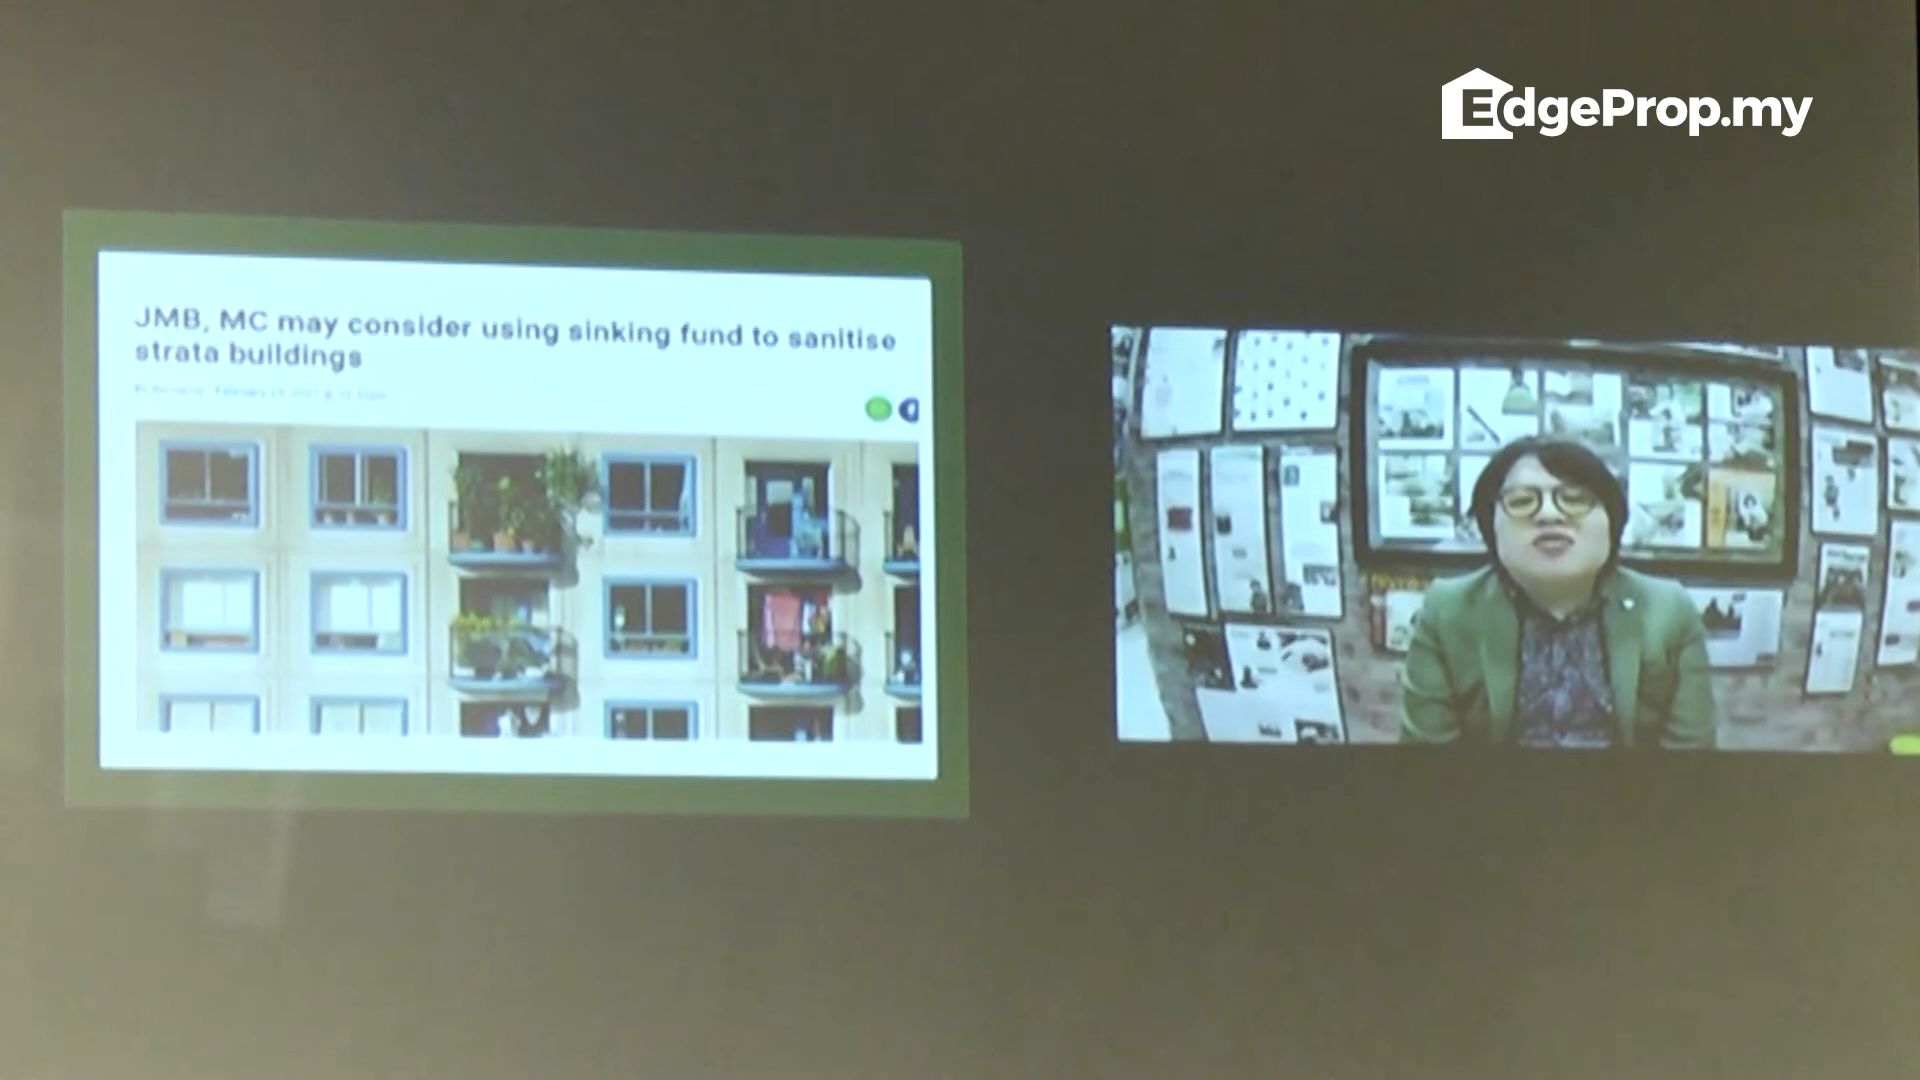 EdgeProp.my
JMB, MC may consider using sinking fund to sanitise
strata buildings